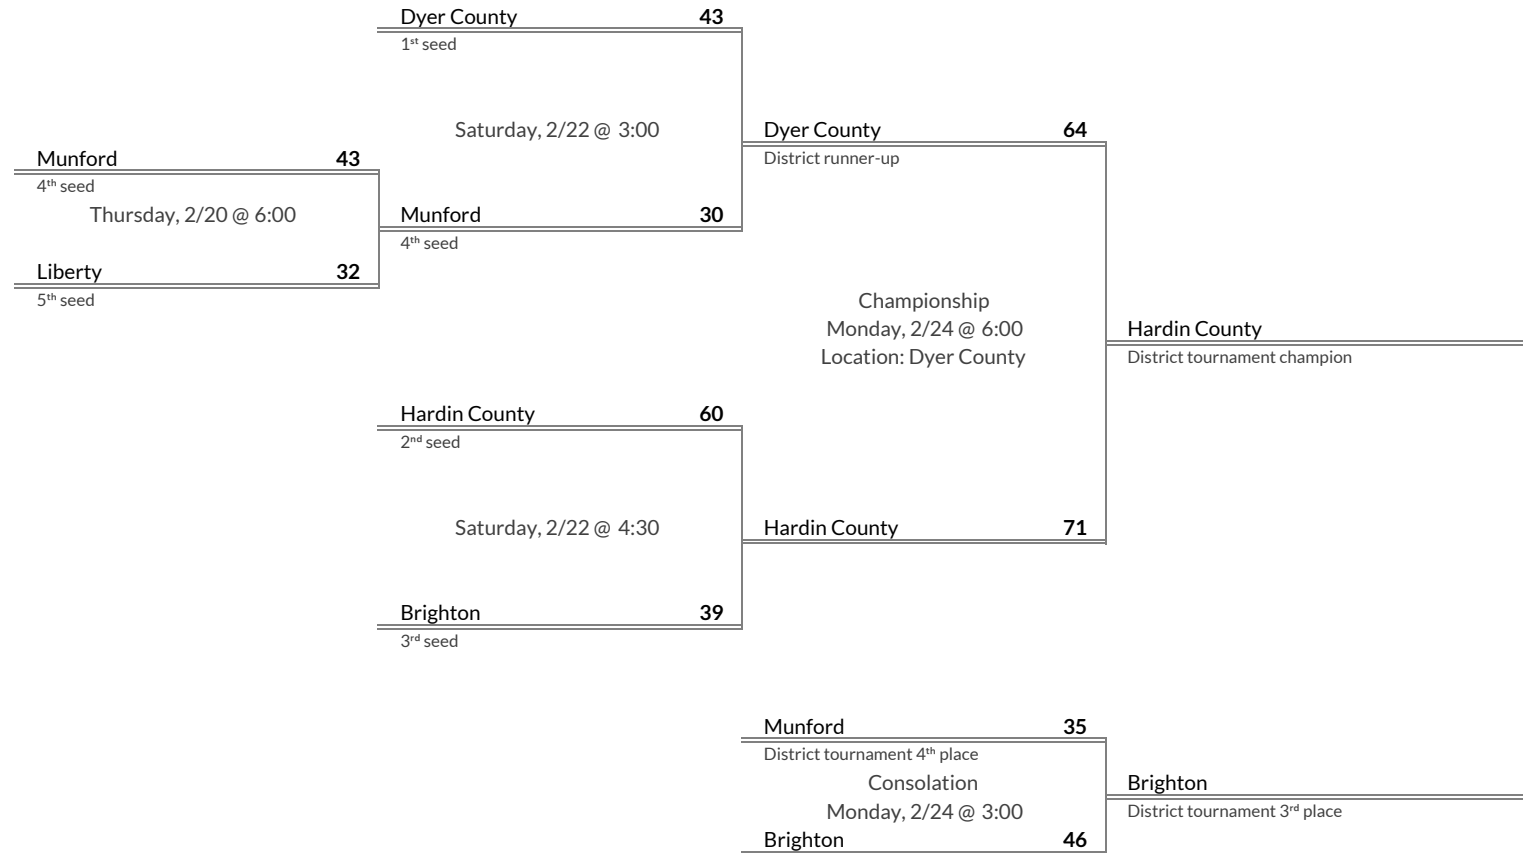 Dyer County 43
1st seed
Saturday, 2/22 @ 3:00
Dyer County 64
District runner-up
Munford 43
4th seed
Thursday, 2/20 @ 6:00
Munford 30
4th seed
Liberty 32
5th seed
Championship
Monday, 2/24 @ 6:00
Location: Dyer County
Hardin County
District tournament champion
Hardin County 60
2nd seed
Saturday, 2/22 @ 4:30
Hardin County 71
Brighton 39
3rd seed
Munford 35
District tournament 4th place
Consolation
Monday, 2/24 @ 3:00
Brighton
District tournament 3rd place
Brighton 46